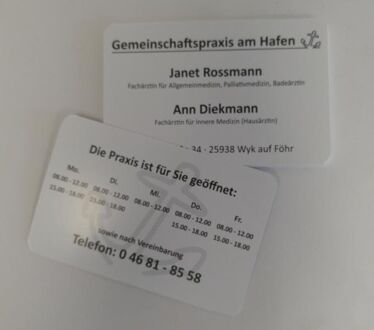 Gemeinschaftspraxis am Hafen
Janet Rossmann
Fachärztin für Allgemeinmedizin, Palliativmedizin, Badeärztin
Ann Diekmann
Fachärztin für Innere Medizin (Hausärztin)
34 · 25938 Wyk auf Föhr
Die Praxis ist für Sie geöffnet:
Mo. Di. Mi. Do. Fr.
08.00 - 12.00 08.00 - 12.00 08.00 - 12.00 08.00 - 12.00 08.00 - 12.00
15.00 - 18.00 15.00 - 18.00 15.00 - 18.00 15.00 - 18.00
sowie nach Vereinbarung
Telefon: 0 46 81 - 85 58